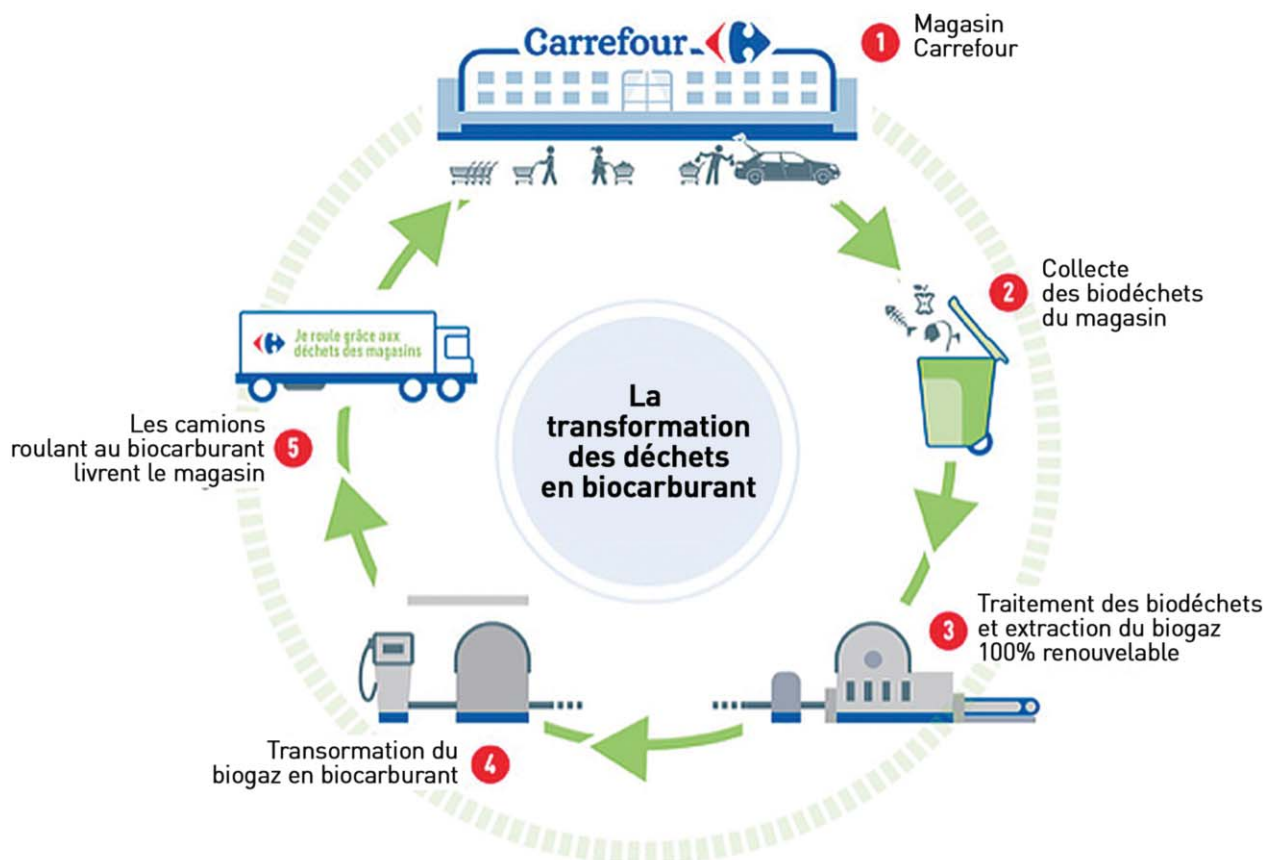 Carrefour
1
Magasin
Carrefour
2
Collecte
des biodéchets
du magasin
La
transformation
des déchets
en biocarburant
Je roule grâce aux
déchets des magasins
Les camions
roulant au biocarburant
livrent le magasin
5
3
Traitement des biodéchets
et extraction du biogaz
100% renouvelable
Transormation du
biogaz en biocarburant
4